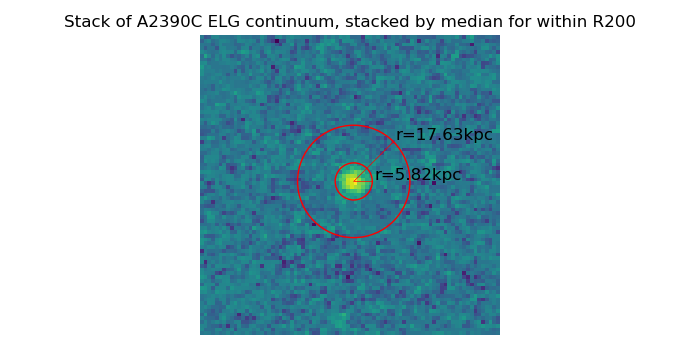 Stack of A2390C ELG continuum, stacked by median for within R200
r=17.63kpc
r=5.82kpc